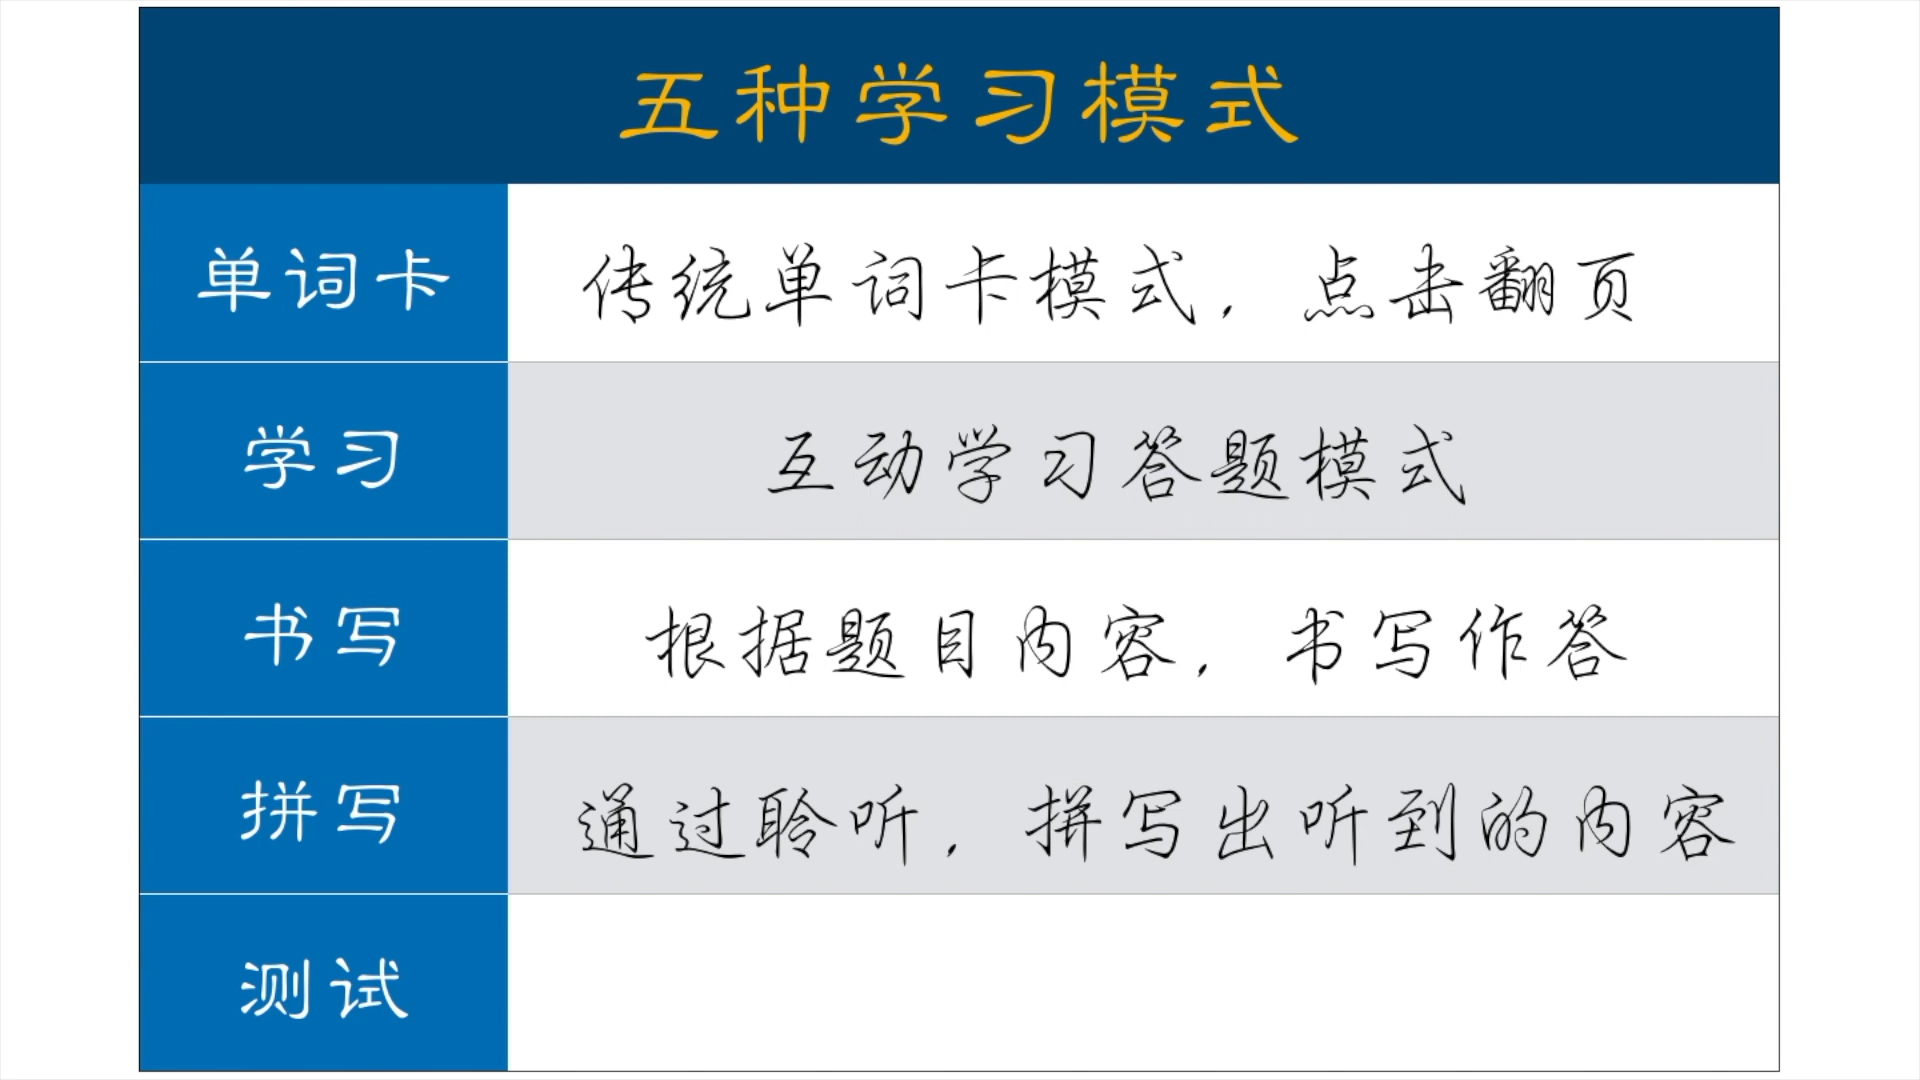 五种学习模式
单词卡 传统单词卡模式，点击翻页
学习 互动学习答题模式
书写 根据题目内容，书写作答
拼写 通过聆听，拼写出听到的内容
测试